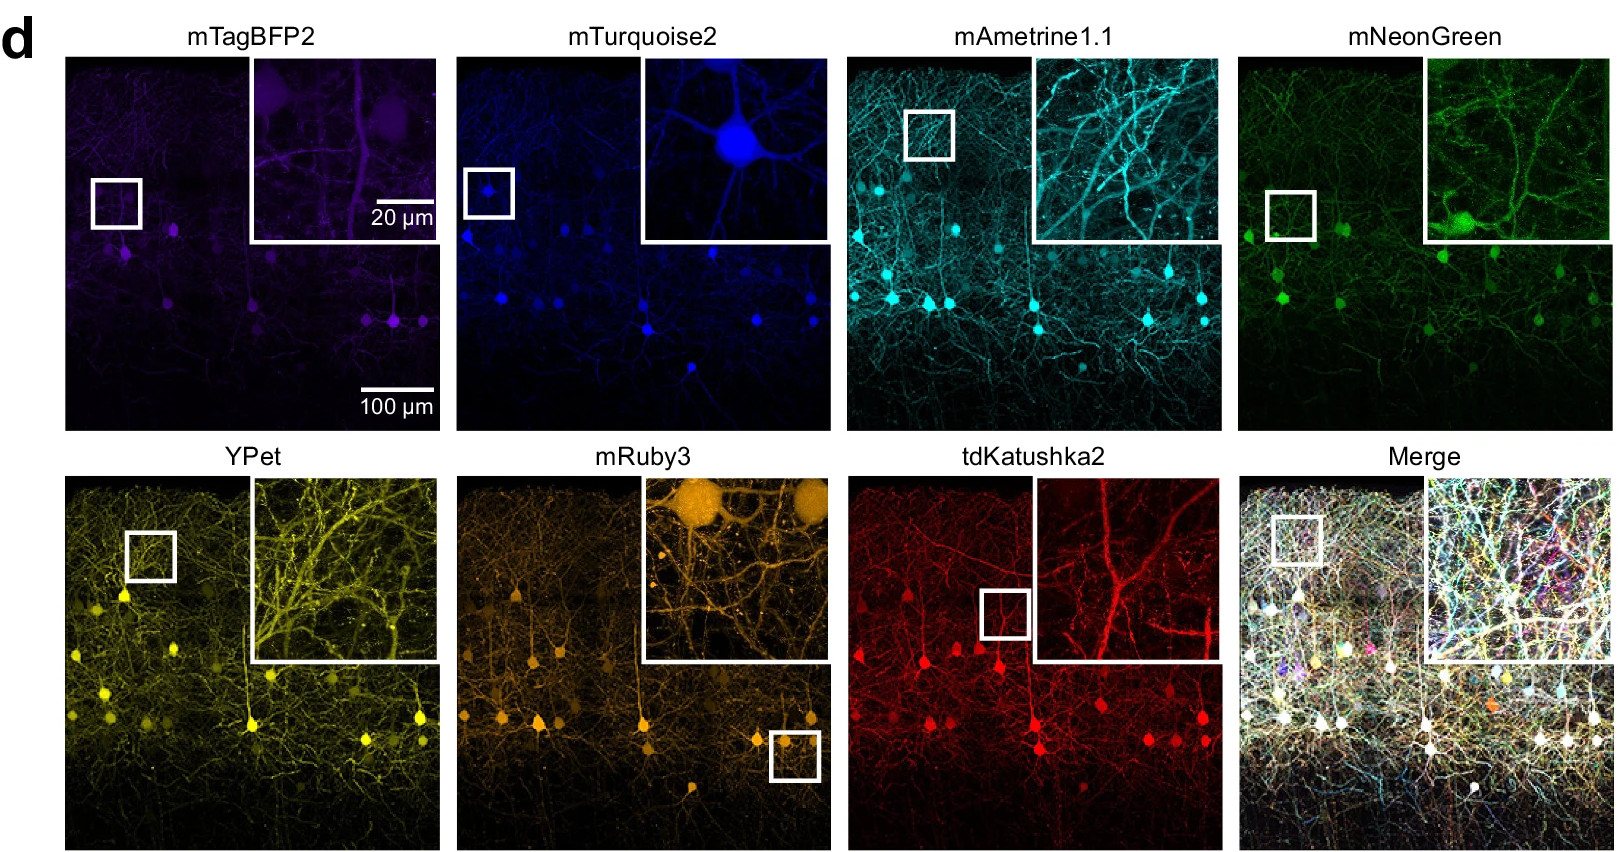 d
mTagBFP2
mTurquoise2
mAmetrine1.1
mNeonGreen
20 μm
100 μm
YPet
mRuby3
tdKatushka2
Merge